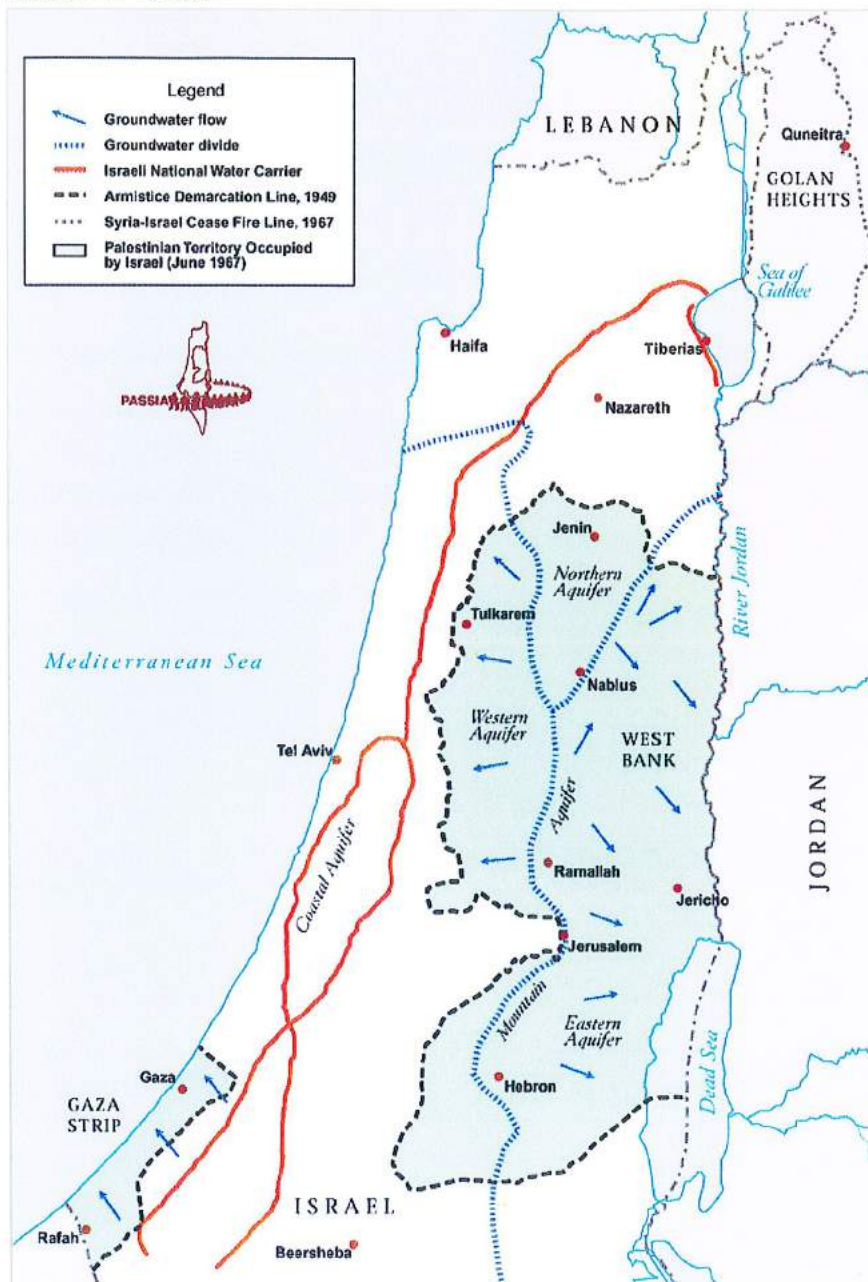 Legend
Groundwater flow
Groundwater divide
Israeli National Water Carrier
Armistice Demarcation Line, 1949
Syria-Israel Cease Fire Line, 1967
Palestinian Territory Occupied
by Israel (June 1967)
LEBANON
Quneitra
GOLAN
HEIGHTS
Sea of
Galilee
Haifa
Tiberias
PASSIA
Nazareth
Jenin
Northern
Aquifer
River Jordan
Tulkarem
Mediterranean Sea
Nablus
Western
Aquifer
WEST
BANK
Tel Aviv
Aquifer
JORDAN
Coastal Aquifer
Ramallah
Jericho
Jerusalem
Mountain
Eastern
Aquifer
Dead Sea
Gaza
Hebron
GAZA
STRIP
ISRAEL
Rafah
Beersheba